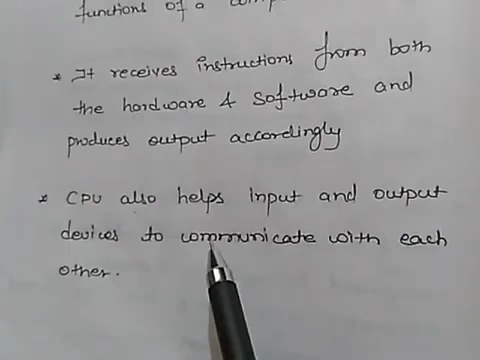 functions of a
* It receives instructions from both
the hardware & software and
produces output accordingly
* CPU also helps input and output
devices to communicate with each
other.